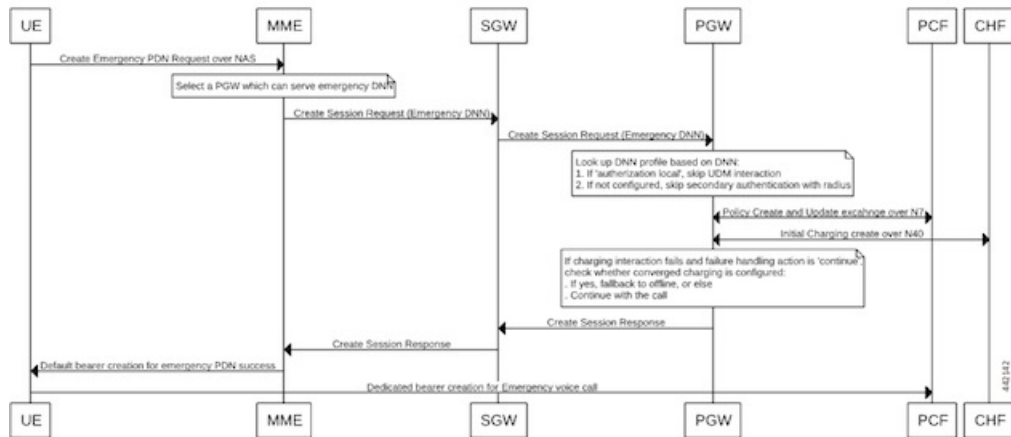 UE MME SGW PGW PCF CHF
Create Emergency PDN Request over NAS
Select a PGW which can serve emergency DNN
Create Session Request (Emergency DNN)
Create Session Request (Emergency DNN)
Look up DNN profile based on DNN:
1. If 'autherization local', skip UDM interaction
2. If not configured, skip secondary authentication with radius
Policy Create and Update excahnge over N7
Initial Charging create over N40
If charging interaction fails and failure handling action is 'continue',
check whether converged charging is configured:
. If yes, fallback to offline, or else
. Continue with the call
Create Session Response
Create Session Response
Default bearer creation for emergency PDN success
Dedicated bearer creation for Emergency voice call
442142
UE MME SGW PGW PCF CHF